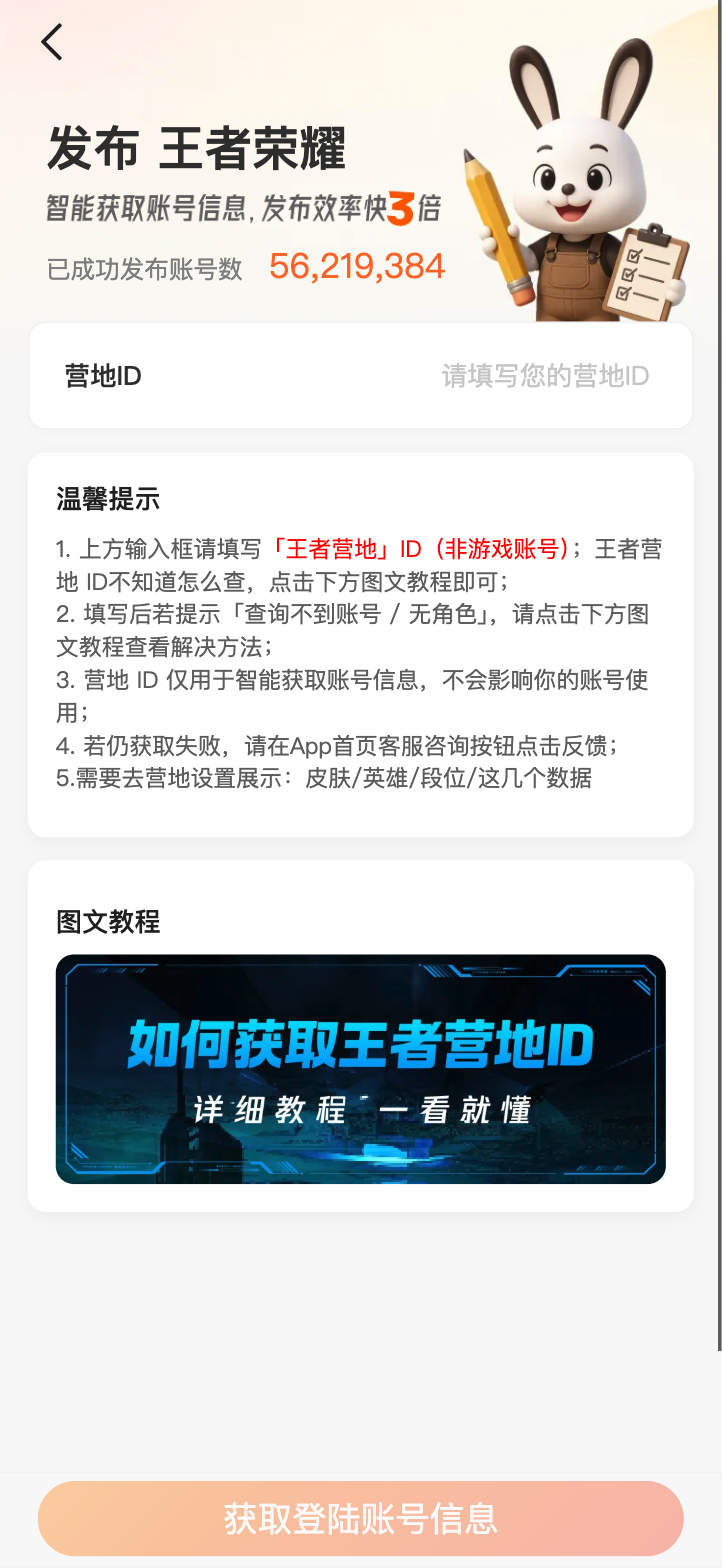 发布 王者荣耀
智能获取账号信息, 发布效率快3倍
已成功发布账号数 56,219,384
营地ID 请填写您的营地ID
温馨提示
1. 上方输入框请填写「王者营地」ID（非游戏账号）；王者营
地 ID不知道怎么查，点击下方图文教程即可；
2. 填写后若提示「查询不到账号 / 无角色」，请点击下方图
文教程查看解决方法；
3. 营地 ID 仅用于智能获取账号信息，不会影响你的账号使
用；
4. 若仍获取失败，请在App首页客服咨询按钮点击反馈；
5.需要去营地设置展示：皮肤/英雄/段位/这几个数据
图文教程
如何获取王者营地ID
详细教程 一看就懂
获取登陆账号信息